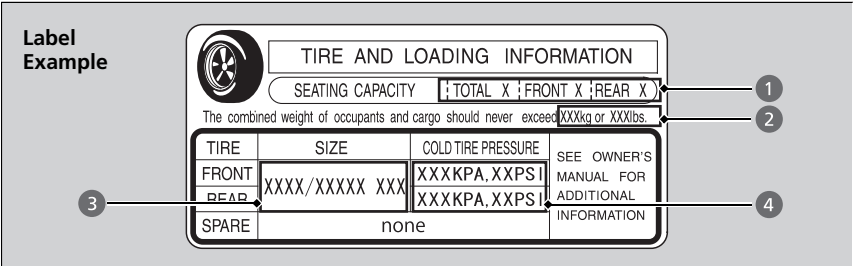 Label
Example
TIRE AND LOADING INFORMATION
SEATING CAPACITY TOTAL X FRONT X REAR X
1
The combined weight of occupants and cargo should never exceed XXXkg or XXXlbs.
2
TIRE SIZE COLD TIRE PRESSURE
SEE OWNER'S
MANUAL FOR
ADDITIONAL
INFORMATION
FRONT XXXX/XXXXX XXX XXXKPA,XXPSI
REAR XXXKPA,XXPSI
3
4
SPARE none